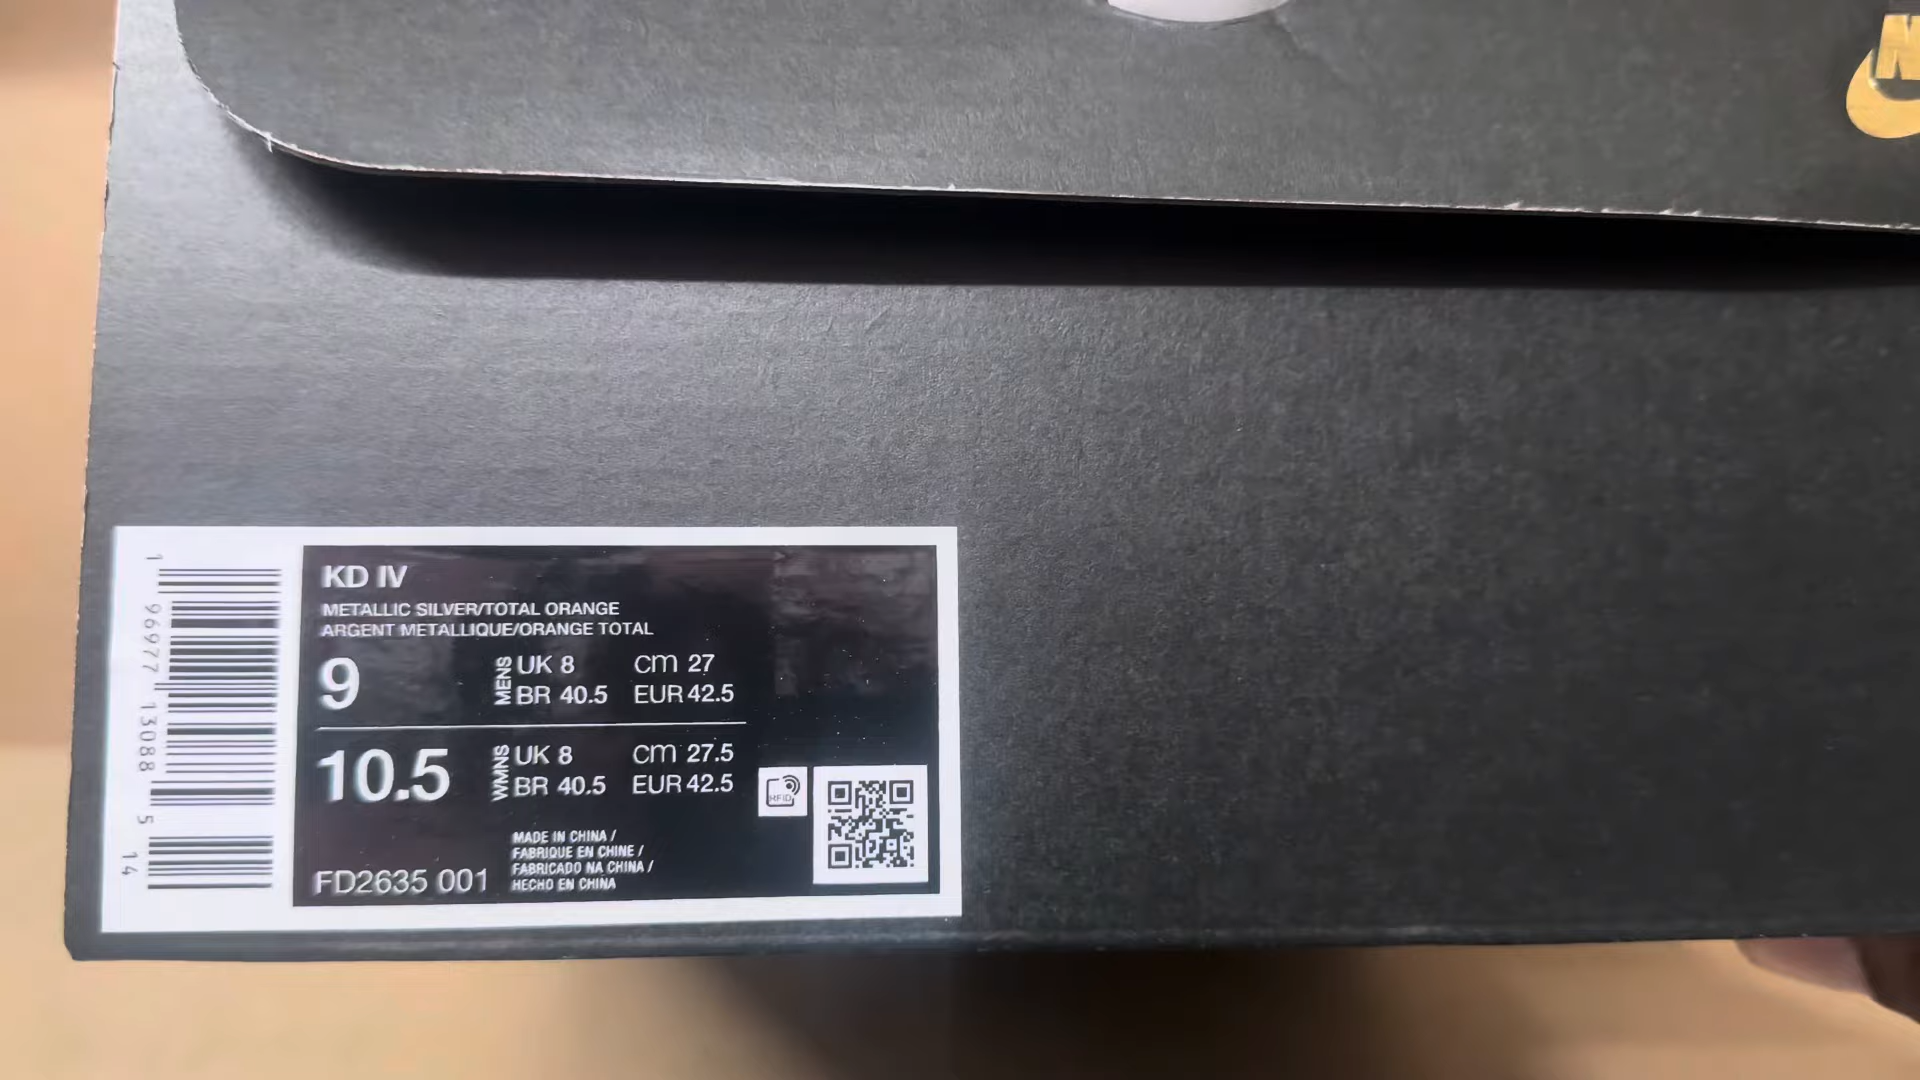 KD IV
METALLIC SILVER/TOTAL ORANGE
ARGENT METALLIQUE/ORANGE TOTAL
9 MENS UK 8 cm 27
BR 40.5 EUR 42.5
10.5 WMNS UK 8 cm 27.5
BR 40.5 EUR 42.5
MADE IN CHINA /
FABRIQUE EN CHINE /
FABRICADO NA CHINA /
HECHO EN CHINA
FD2635 001
RFID
1 96977 13088 5 14